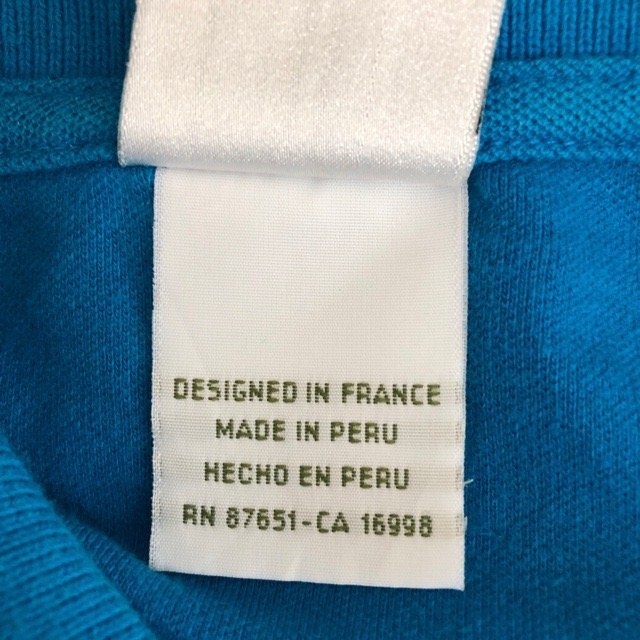 DESIGNED IN FRANCE
MADE IN PERU
HECHO EN PERU
RN 87651-CA 16998